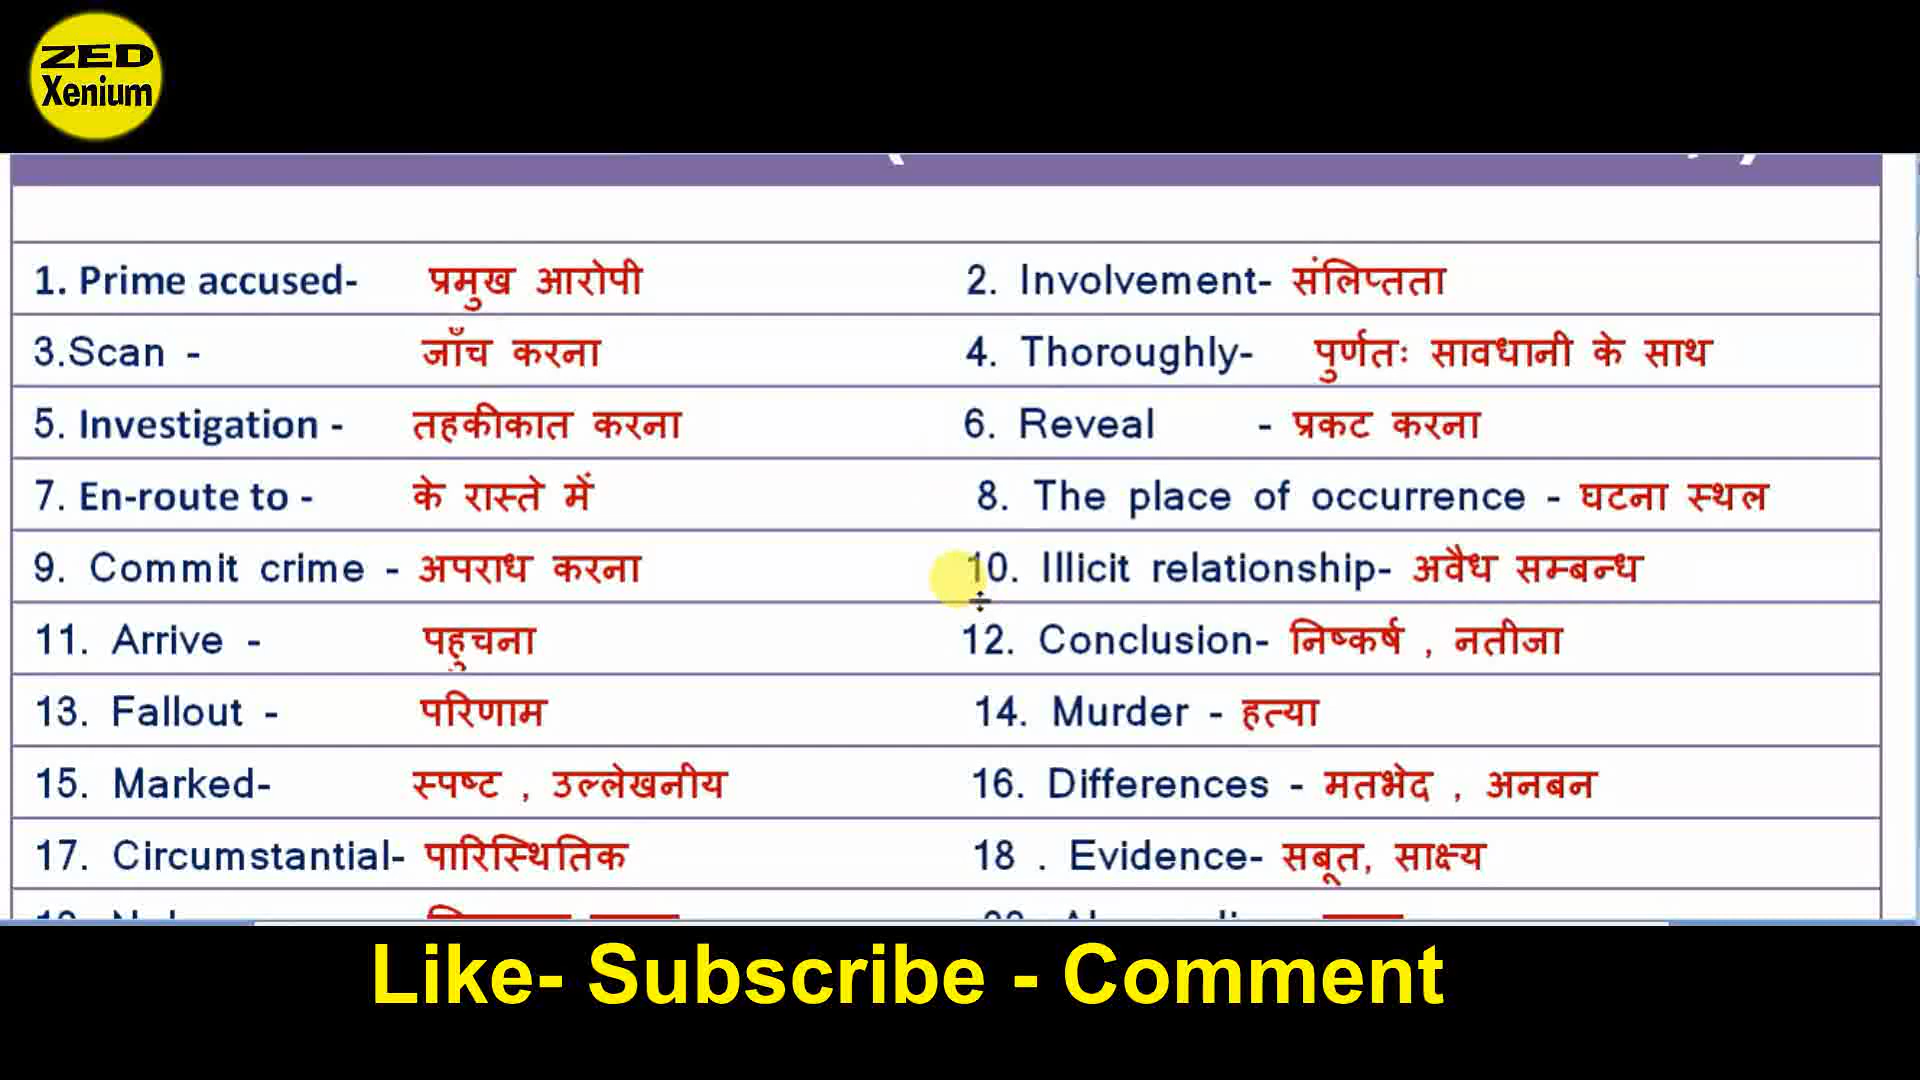 ZED
Xenium
1. Prime accused- प्रमुख आरोपी 2. Involvement- संलिप्तता
3.Scan - जाँच करना 4. Thoroughly- पुर्णतः सावधानी के साथ
5. Investigation - तहकीकात करना 6. Reveal - प्रकट करना
7. En-route to - के रास्ते में 8. The place of occurrence - घटना स्थल
9. Commit crime - अपराध करना 10. Illicit relationship- अवैध सम्बन्ध
11. Arrive - पहुचना 12. Conclusion- निष्कर्ष , नतीजा
13. Fallout - परिणाम 14. Murder - हत्या
15. Marked- स्पष्ट , उल्लेखनीय 16. Differences - मतभेद , अनबन
17. Circumstantial- पारिस्थितिक 18 . Evidence- सबूत, साक्ष्य
Like- Subscribe - Comment